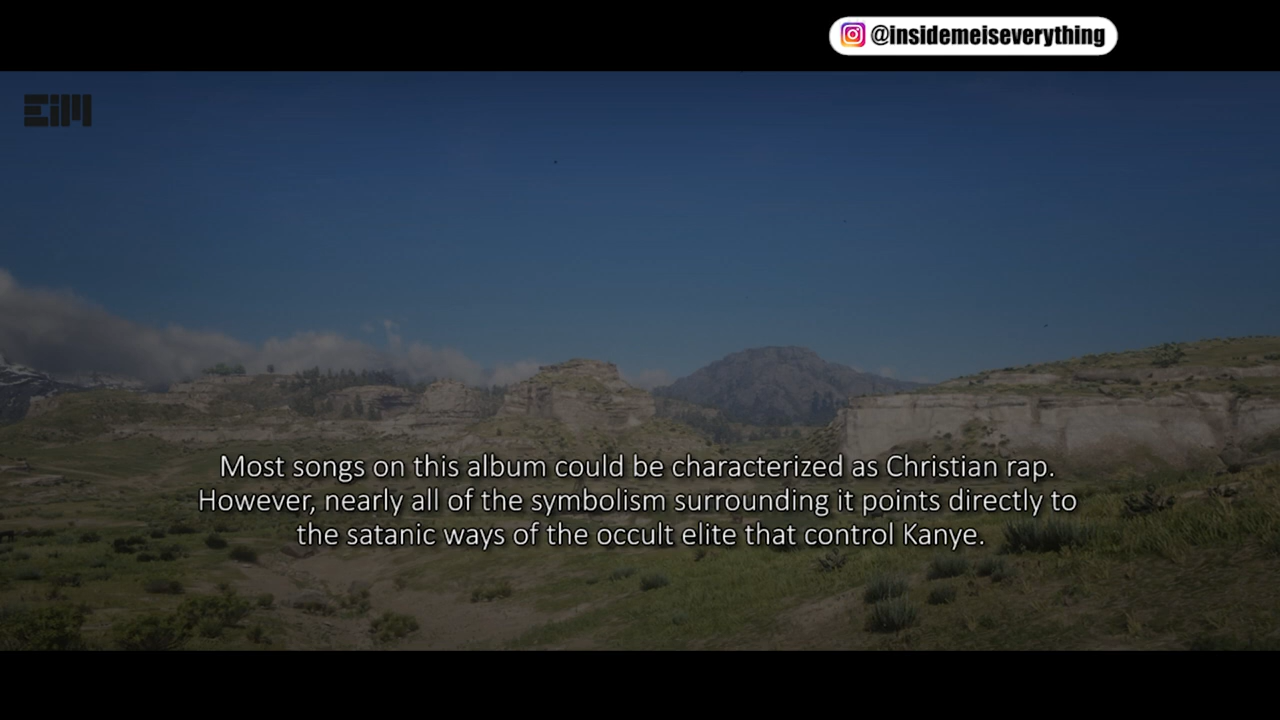 @insidemeiseverything
EiM
Most songs on this album could be characterized as Christian rap.
However, nearly all of the symbolism surrounding it points directly to
the satanic ways of the occult elite that control Kanye.